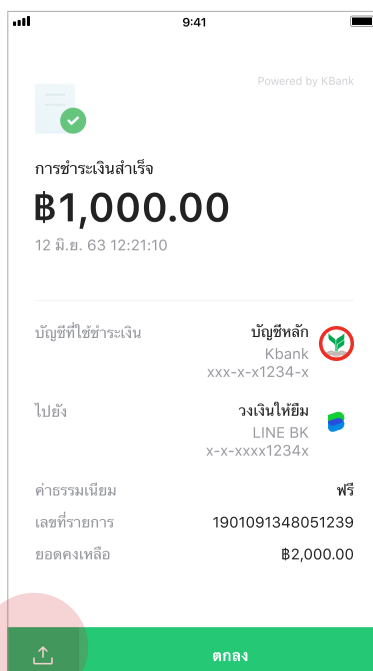 9:41
Powered by KBank
การชำระเงินสำเร็จ
฿1,000.00
12 มิ.ย. 63 12:21:10
บัญชีที่ใช้ชำระเงิน
บัญชีหลัก
Kbank
xxx-x-x1234-x
ไปยัง
วงเงินให้ยืม
LINE BK
x-x-xxxx1234x
ค่าธรรมเนียม ฟรี
เลขที่รายการ 1901091348051239
ยอดคงเหลือ ฿2,000.00
ตกลง